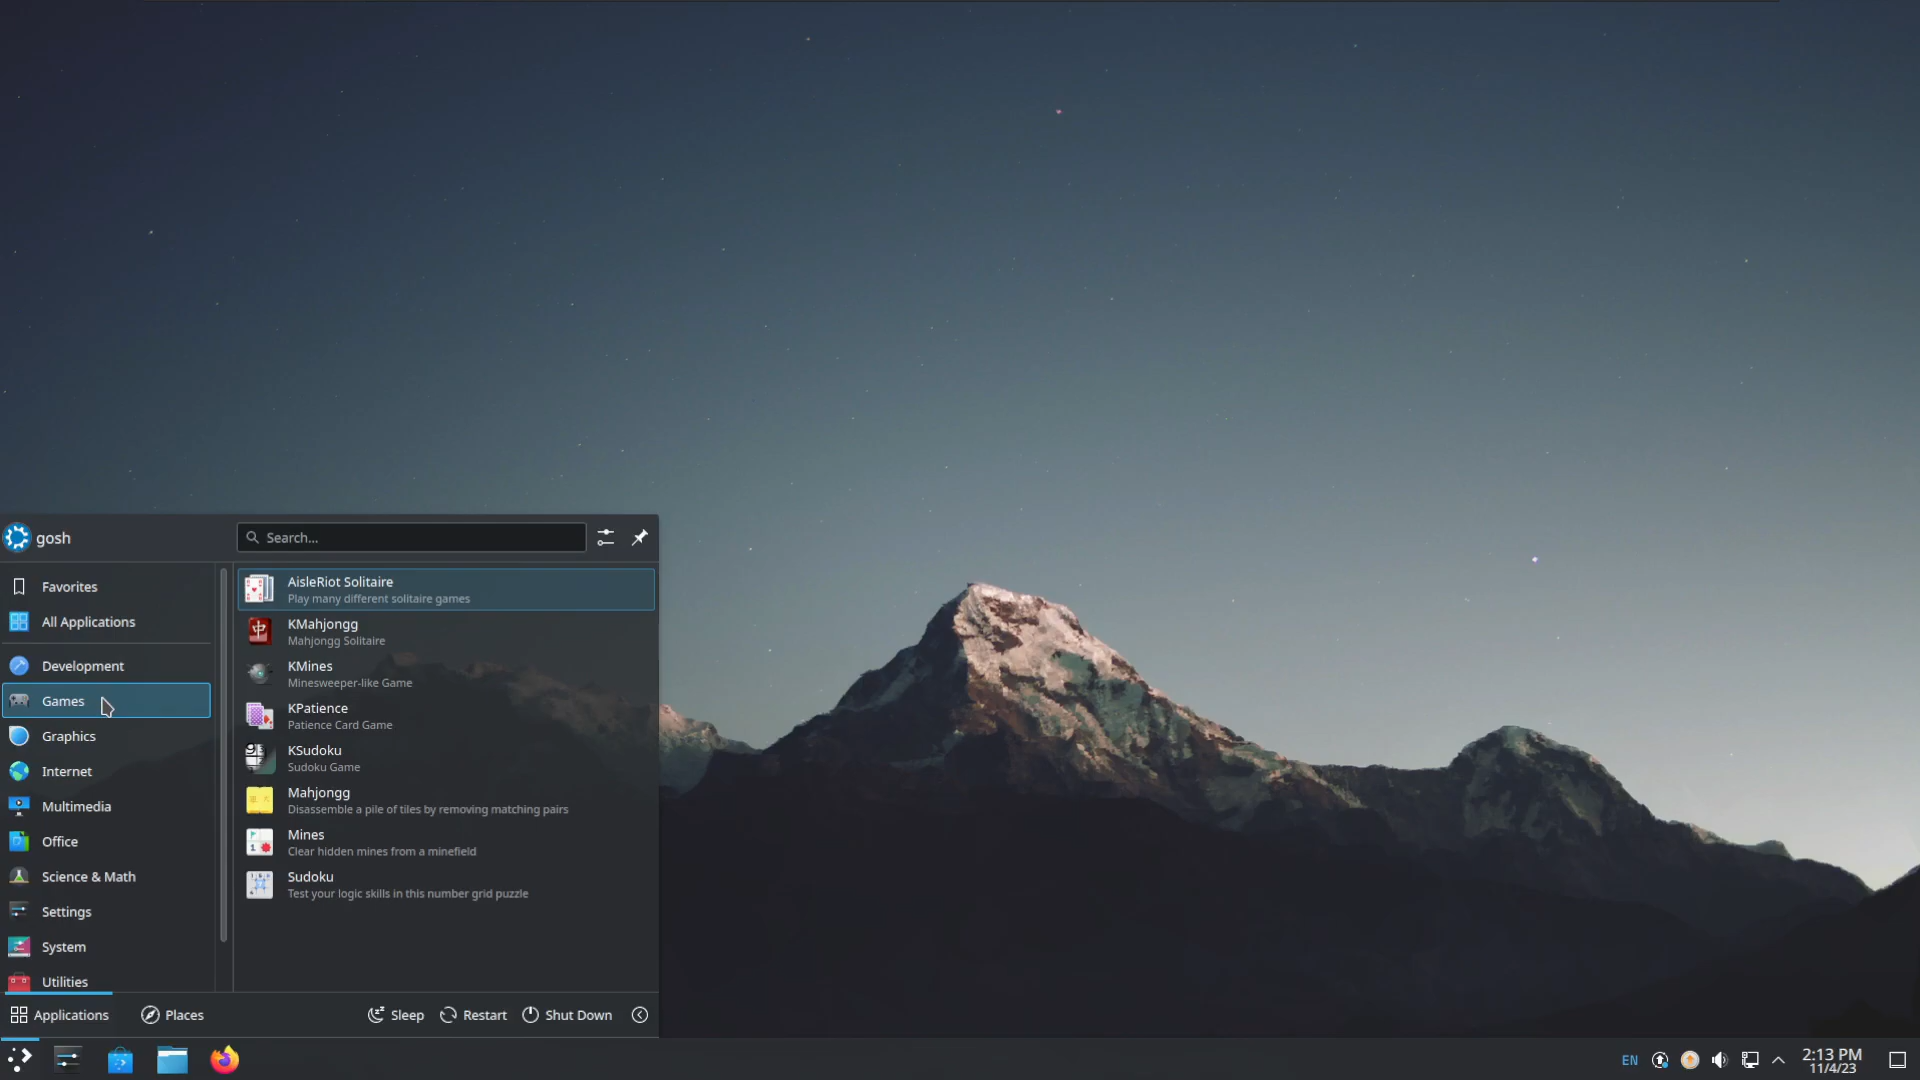 gosh
Search...
Favorites
All Applications
Development
Games
Graphics
Internet
Multimedia
Office
Science & Math
Settings
System
Utilities
AisleRiot Solitaire
Play many different solitaire games
KMahjongg
Mahjongg Solitaire
KMines
Minesweeper-like Game
KPatience
Patience Card Game
KSudoku
Sudoku Game
Mahjongg
Disassemble a pile of tiles by removing matching pairs
Mines
Clear hidden mines from a minefield
Sudoku
Test your logic skills in this number grid puzzle
Applications
Places
Sleep
Restart
Shut Down
EN
2:13 PM
11/4/23